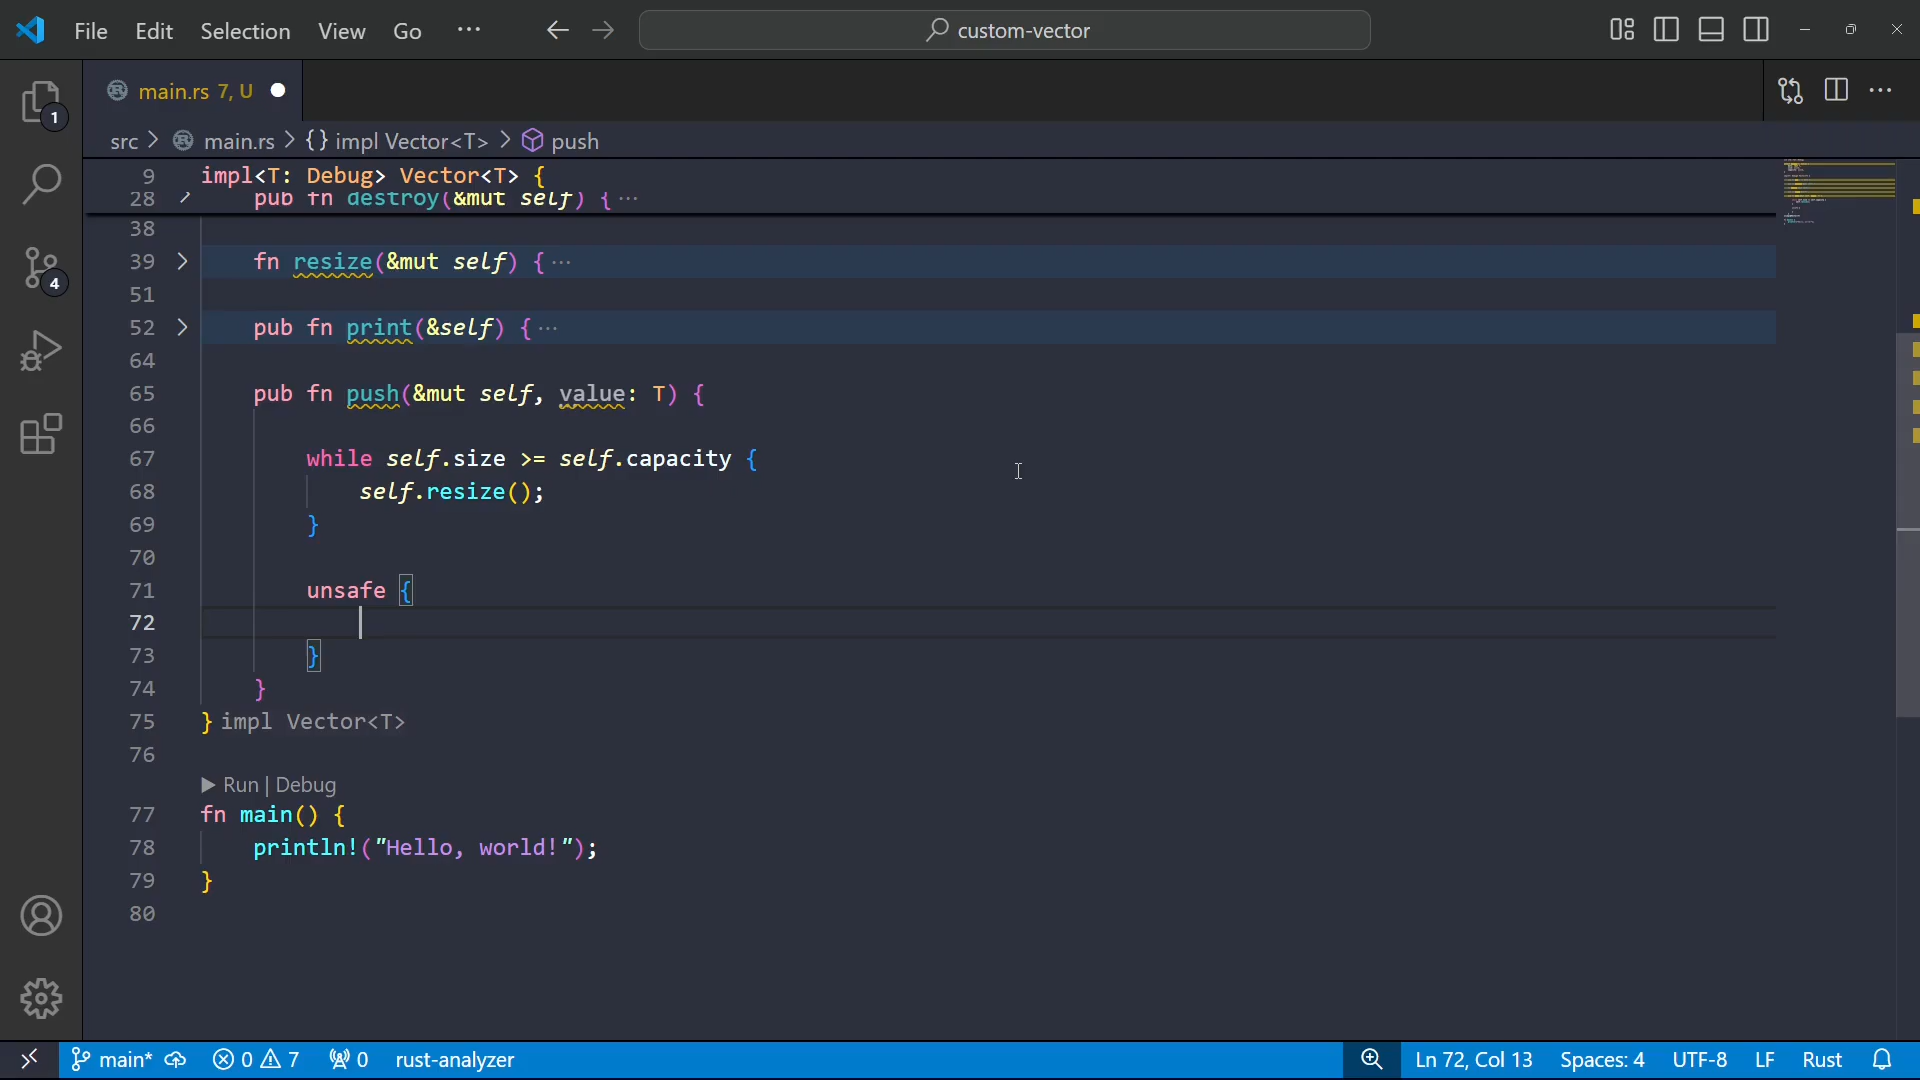 File Edit Selection View Go ··· custom-vector
1
4
main.rs 7, U
src > main.rs > {} impl Vector<T> > push
9 impl<T: Debug> Vector<T> {
28 pub fn destroy(&mut self) {···
38
39 fn resize(&mut self) {···
51
52 pub fn print(&self) {···
64
65 pub fn push(&mut self, value: T) {
66
67 while self.size >= self.capacity {
68 self.resize();
69 }
70
71 unsafe {
72
73 }
74 }
75 } impl Vector<T>
76
▶ Run | Debug
77 fn main() {
78 println!("Hello, world!");
79 }
80
main* 0 7 0 rust-analyzer Ln 72, Col 13 Spaces: 4 UTF-8 LF Rust